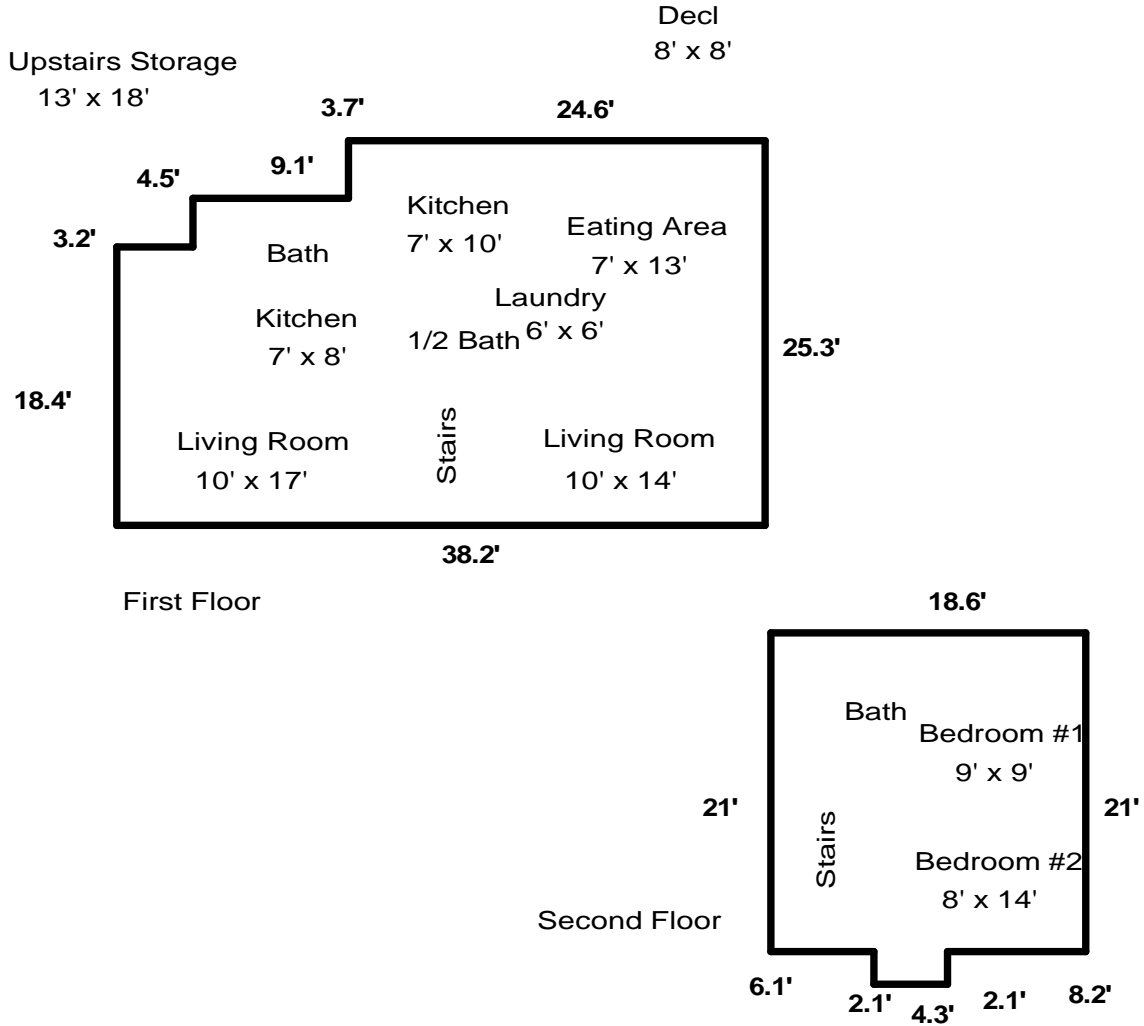 Decl
8' x 8'
Upstairs Storage
13' x 18'
3.7'
24.6'
4.5'
9.1'
3.2'
Bath
Kitchen
7' x 10'
Eating Area
7' x 13'
Laundry
6' x 6'
1/2 Bath
Kitchen
7' x 8'
25.3'
18.4'
Living Room
10' x 17'
Stairs
Living Room
10' x 14'
38.2'
First Floor
18.6'
Bath
Bedroom #1
9' x 9'
21'
21'
Stairs
Bedroom #2
8' x 14'
Second Floor
6.1'
2.1'
4.3'
2.1'
8.2'